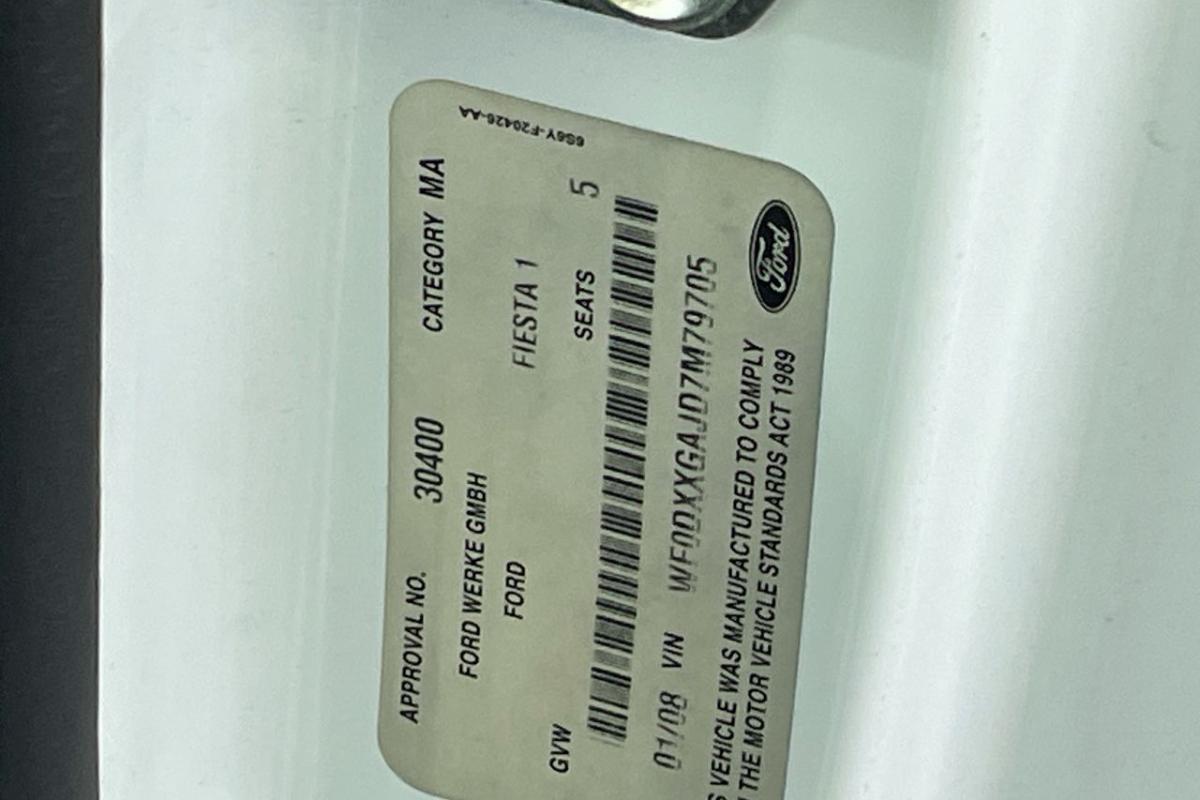 6S6Y-F20426-AA
APPROVAL NO. 30400 CATEGORY MA
FORD WERKE GMBH
FORD FIESTA 1
GVW SEATS 5
01/08 VIN WF0DXXGAJD7M79705
VEHICLE WAS MANUFACTURED TO COMPLY
THE MOTOR VEHICLE STANDARDS ACT 1989
Ford